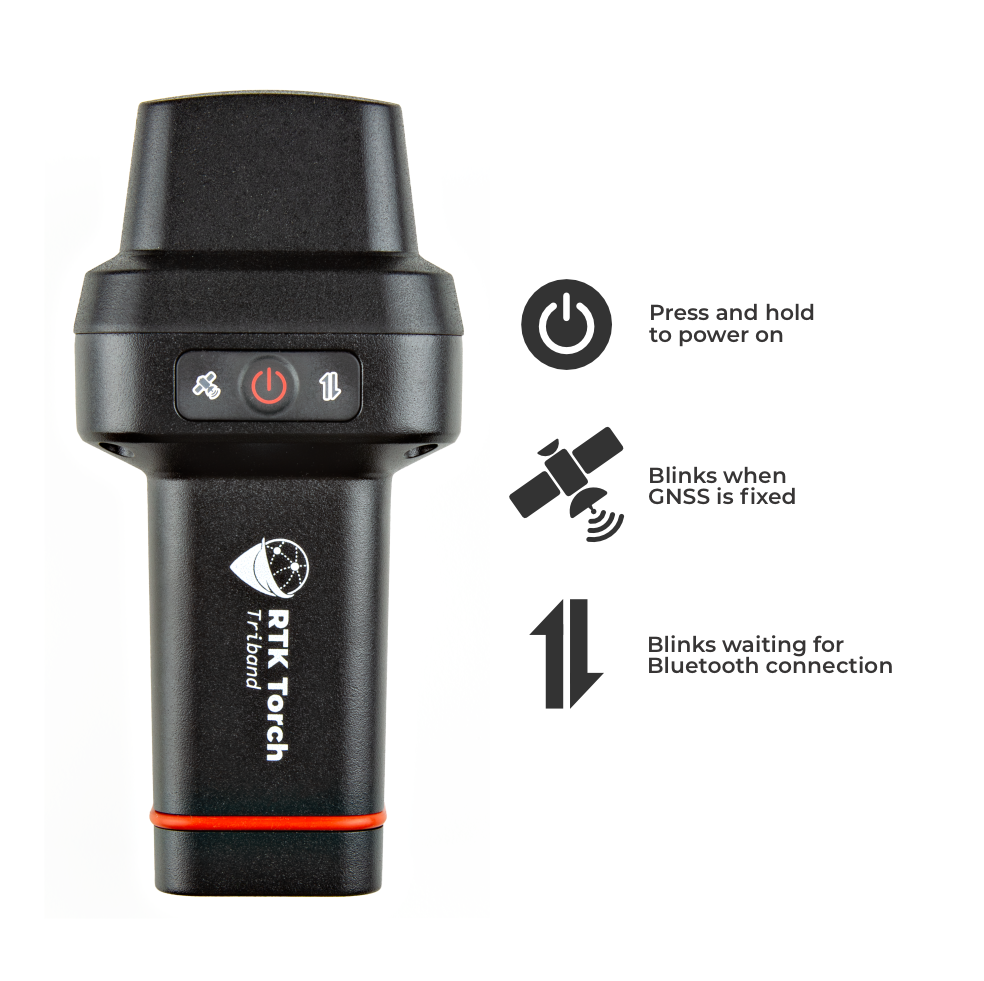 RTK Torch
Triband
Press and hold
to power on
Blinks when
GNSS is fixed
Blinks waiting for
Bluetooth connection